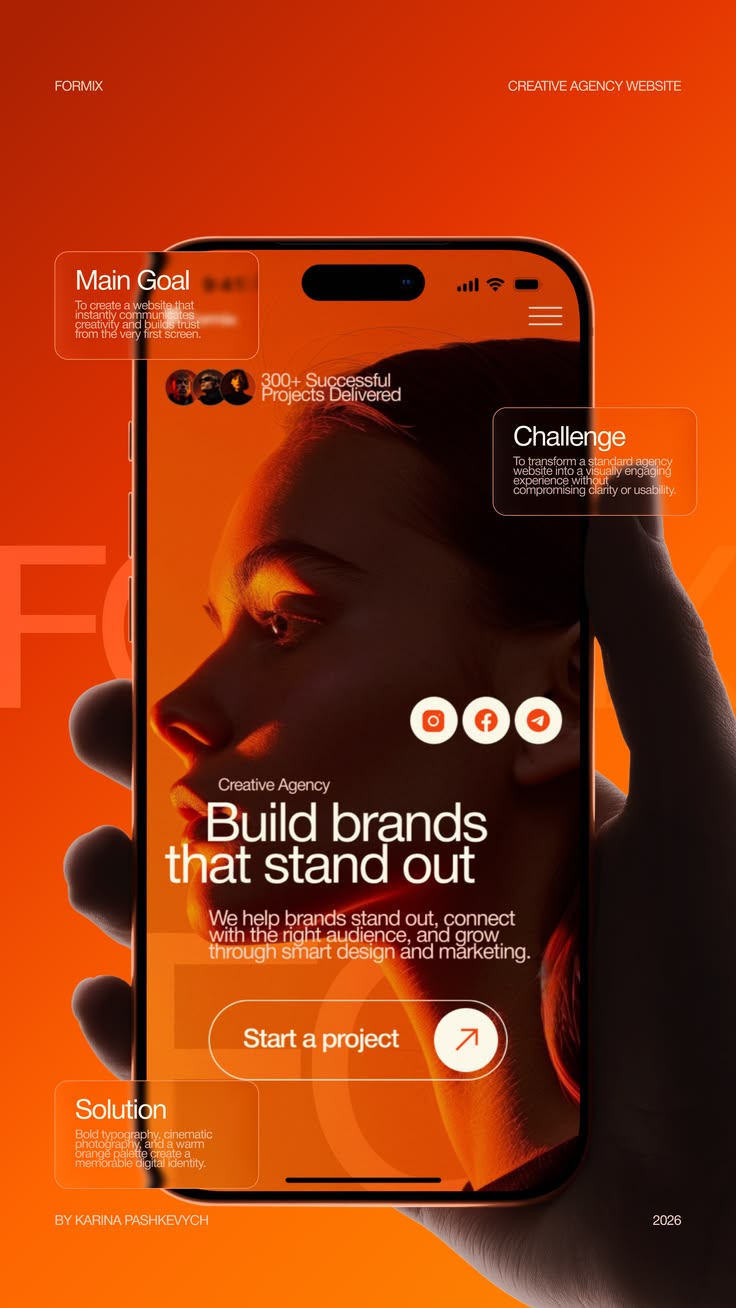 FORMIX
CREATIVE AGENCY WEBSITE
Main Goal
To create a website that
instantly communicates
creativity and builds trust
from the very first screen.
9:41
300+ Successful
Projects Delivered
Challenge
To transform a standard agency
website into a visually engaging
experience without
compromising clarity or usability.
FO
Creative Agency
Build brands
that stand out
We help brands stand out, connect
with the right audience, and grow
through smart design and marketing.
FO
Start a project
Solution
Bold typography, cinematic
photography, and a warm
orange palette create a
memorable digital identity.
BY KARINA PASHKEVYCH
2026